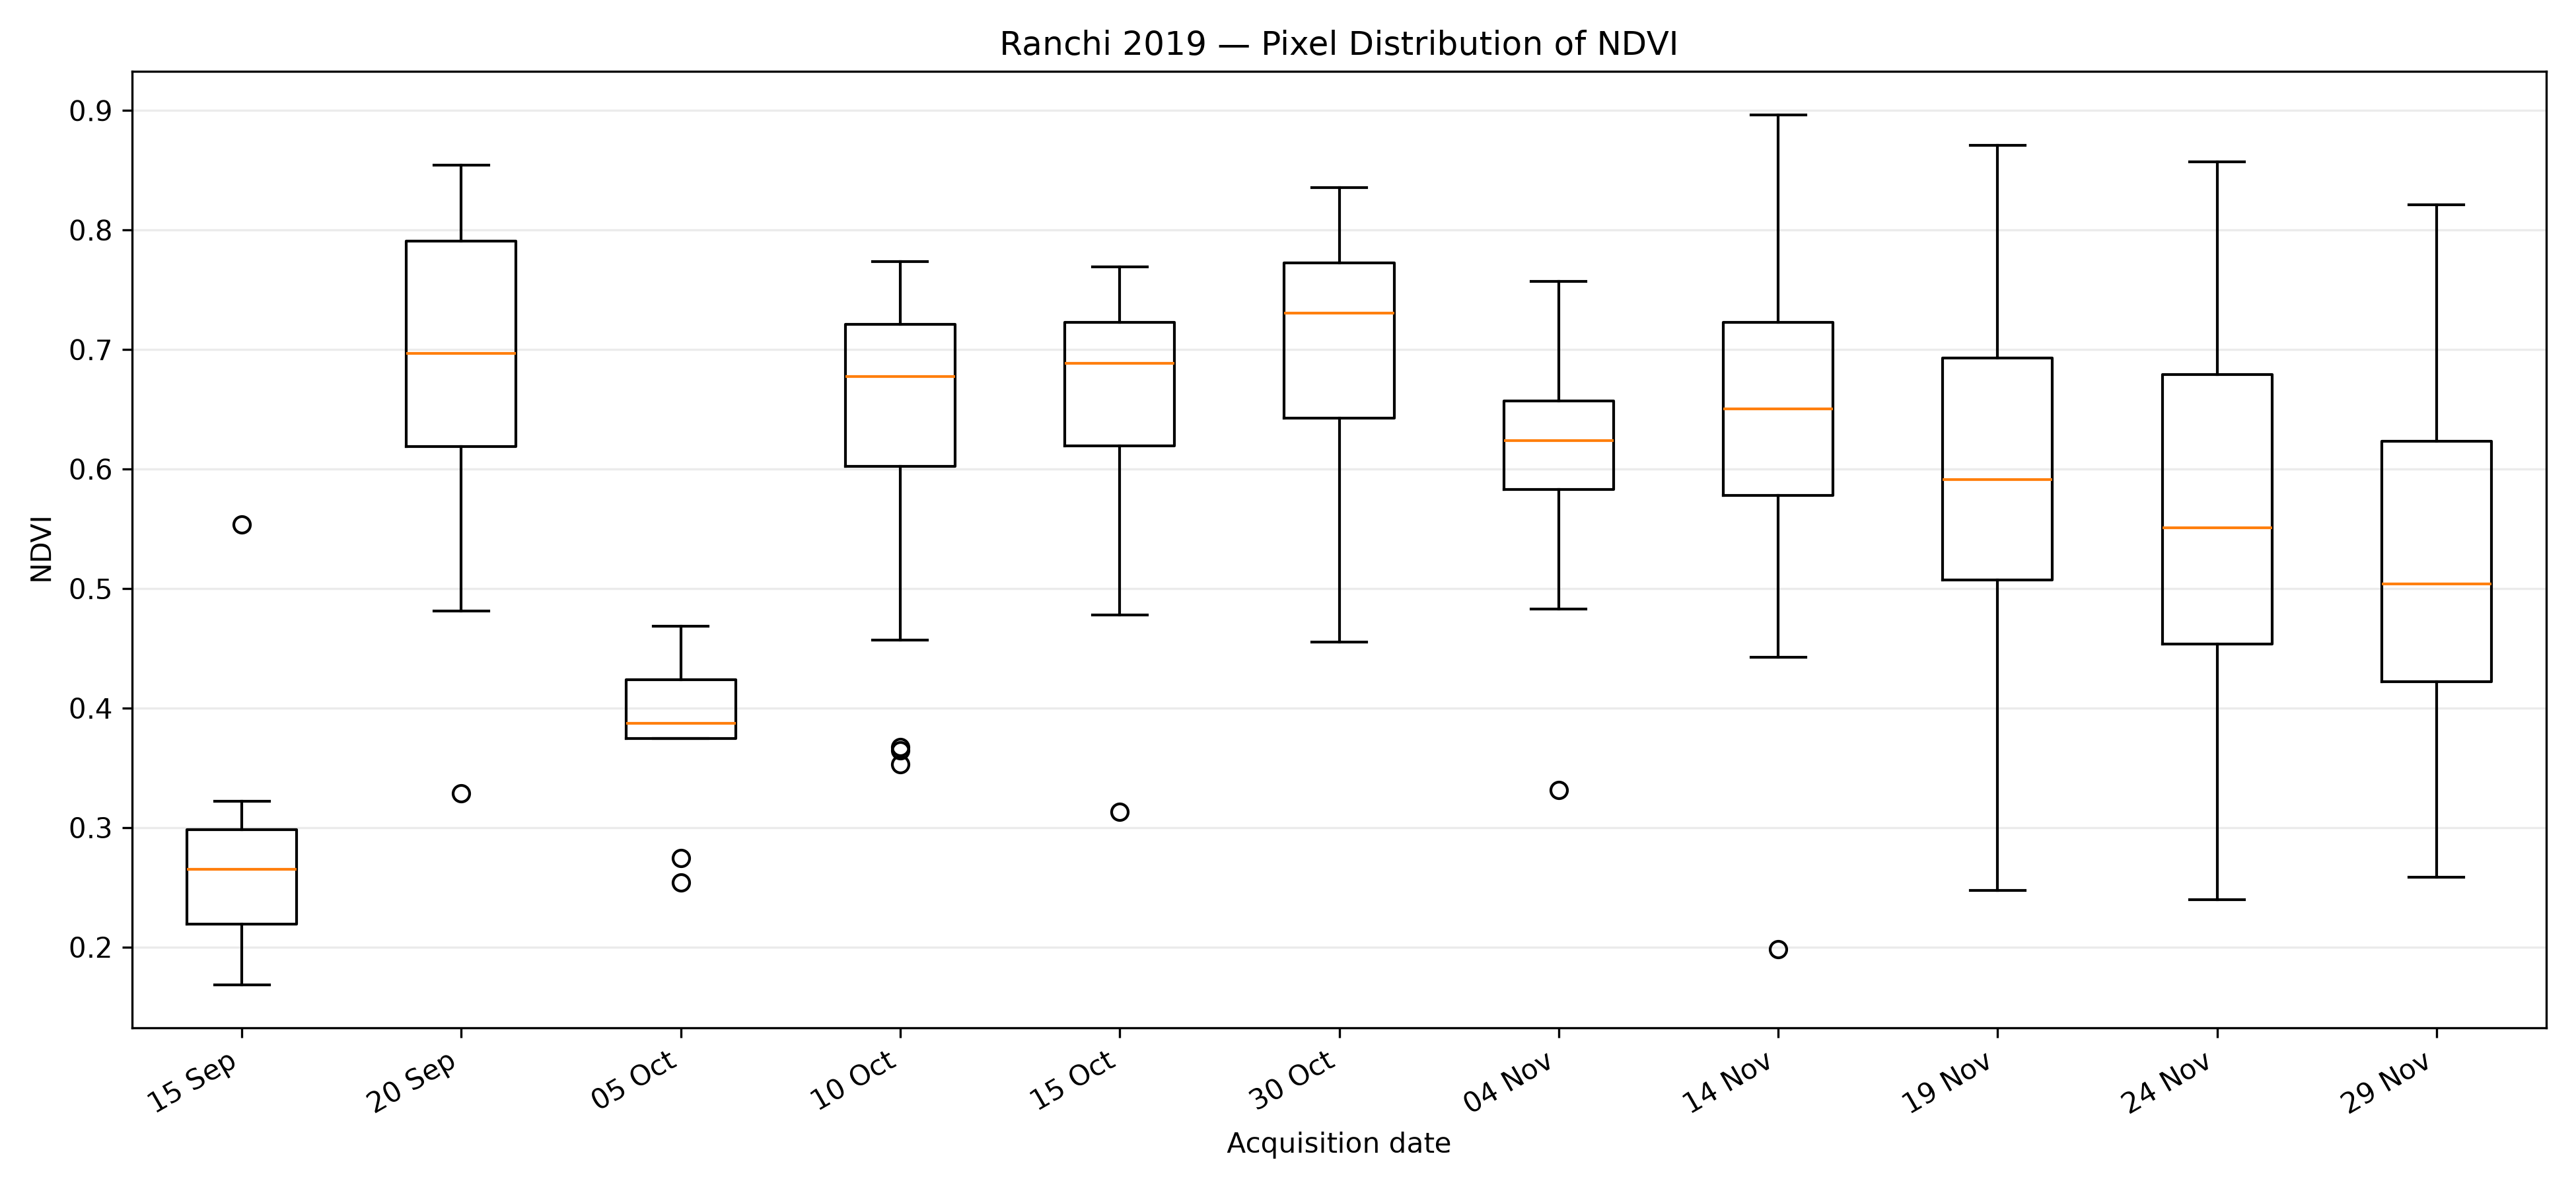 Ranchi 2019 — Pixel Distribution of NDVI
NDVI
0.9
0.8
0.7
0.6
0.5
0.4
0.3
0.2
15 Sep
20 Sep
05 Oct
10 Oct
15 Oct
30 Oct
04 Nov
14 Nov
19 Nov
24 Nov
29 Nov
Acquisition date